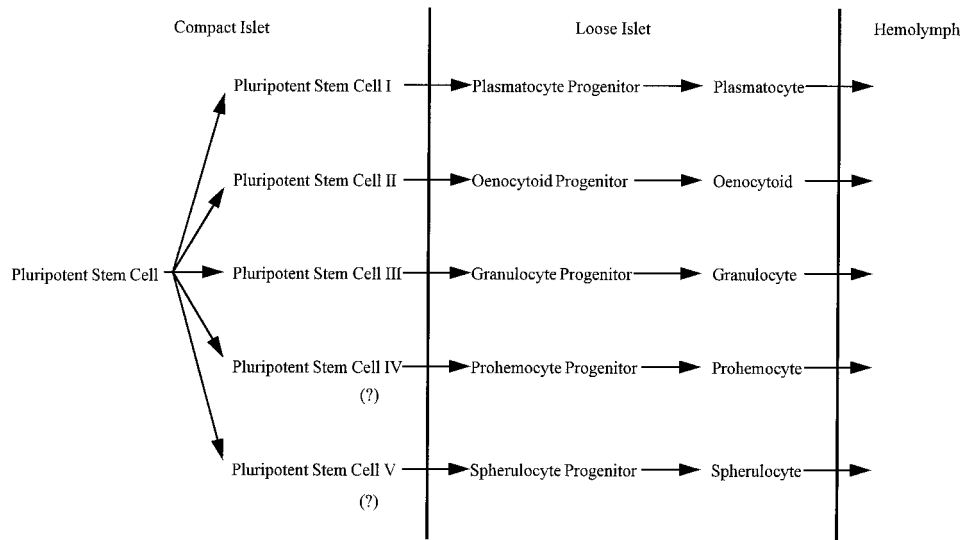 Compact Islet Loose Islet Hemolymph
Pluripotent Stem Cell I Plasmatocyte Progenitor Plasmatocyte
Pluripotent Stem Cell II Oenocytoid Progenitor Oenocytoid
Pluripotent Stem Cell Pluripotent Stem Cell III Granulocyte Progenitor Granulocyte
Pluripotent Stem Cell IV Prohemocyte Progenitor Prohemocyte
(?)
Pluripotent Stem Cell V Spherulocyte Progenitor Spherulocyte
(?)